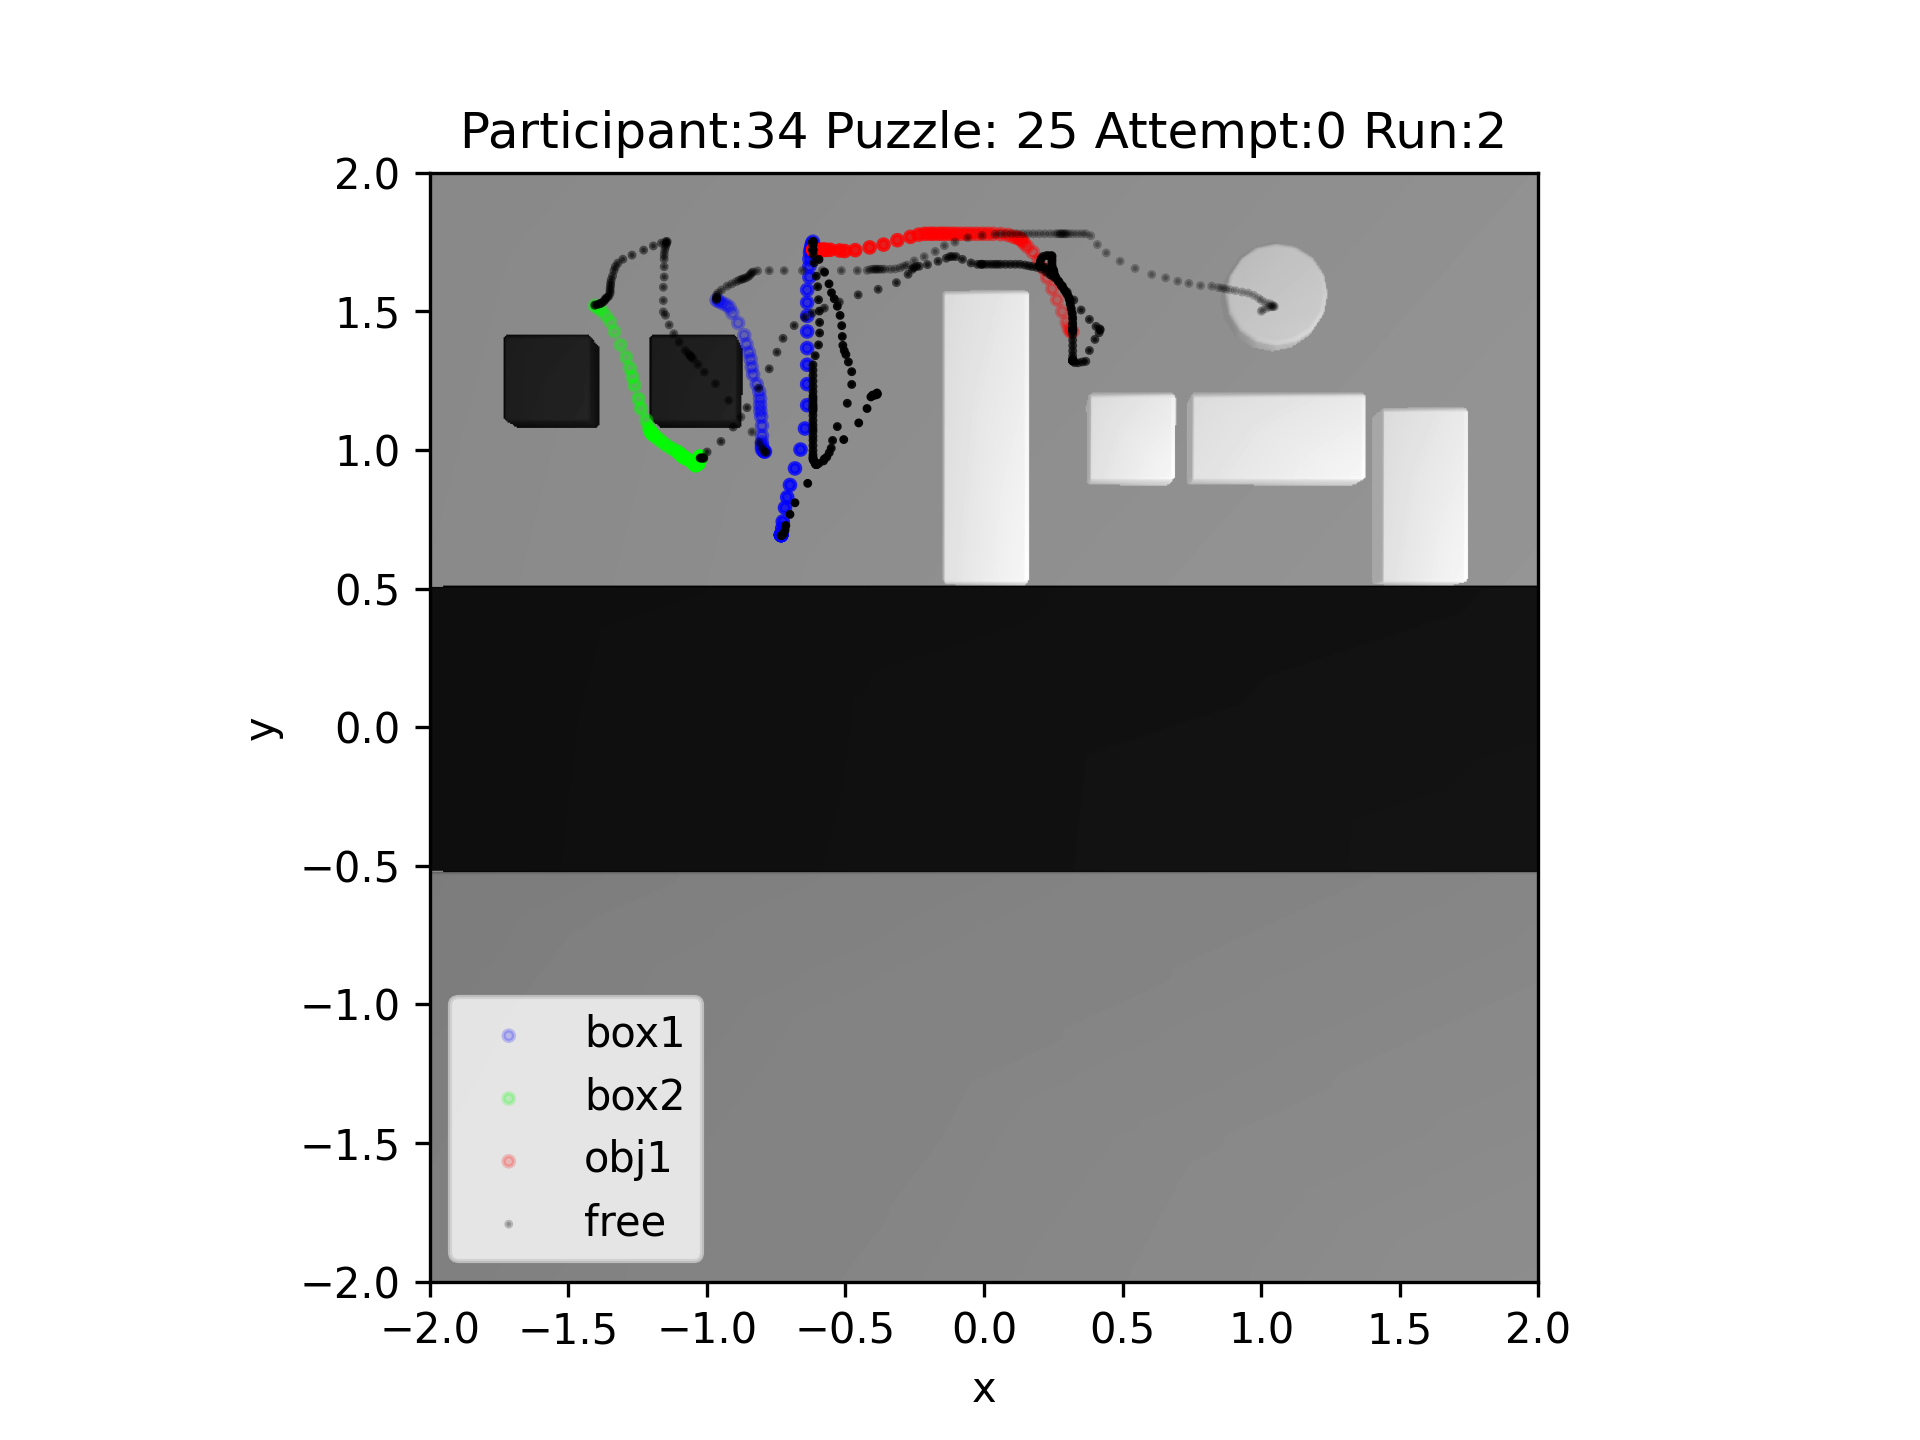 Participant:34 Puzzle: 25 Attempt:0 Run:2
2.0
1.5
1.0
0.5
0.0
−0.5
−1.0
−1.5
−2.0
y
box1
box2
obj1
free
−2.0 −1.5 −1.0 −0.5 0.0 0.5 1.0 1.5 2.0
x